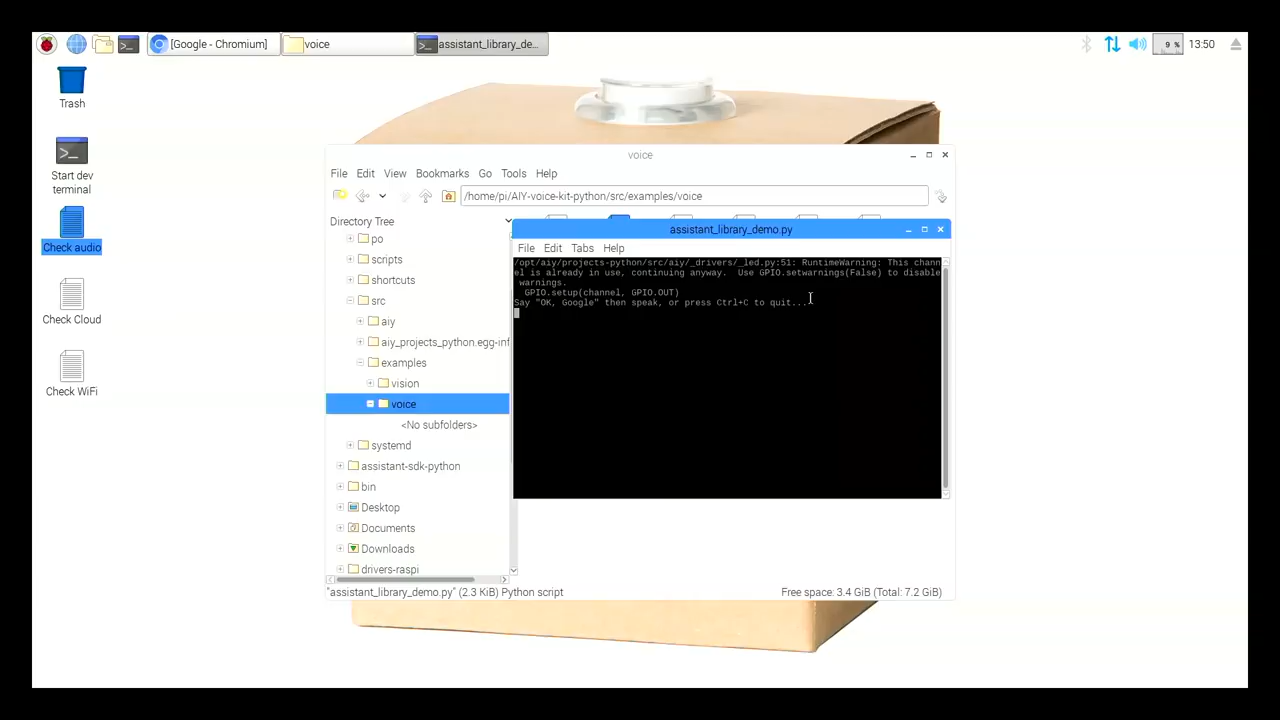 [Google - Chromium]
voice
assistant_library_de...
9 %
13:50
Trash
Start dev
terminal
Check audio
Check Cloud
Check WiFi
voice
File Edit View Bookmarks Go Tools Help
/home/pi/AIY-voice-kit-python/src/examples/voice
Directory Tree
po
scripts
shortcuts
src
aiy
aiy_projects_python.egg-inf
examples
vision
voice
<No subfolders>
systemd
assistant-sdk-python
bin
Desktop
Documents
Downloads
drivers-raspi
assistant_library_demo.py
File Edit Tabs Help
/opt/aiy/projects-python/src/aiy/_drivers/_led.py:51: RuntimeWarning: This chann
el is already in use, continuing anyway.  Use GPIO.setwarnings(False) to disable
 warnings.
  GPIO.setup(channel, GPIO.OUT)
Say "OK, Google" then speak, or press Ctrl+C to quit...
"assistant_library_demo.py" (2.3 KiB) Python script
Free space: 3.4 GiB (Total: 7.2 GiB)